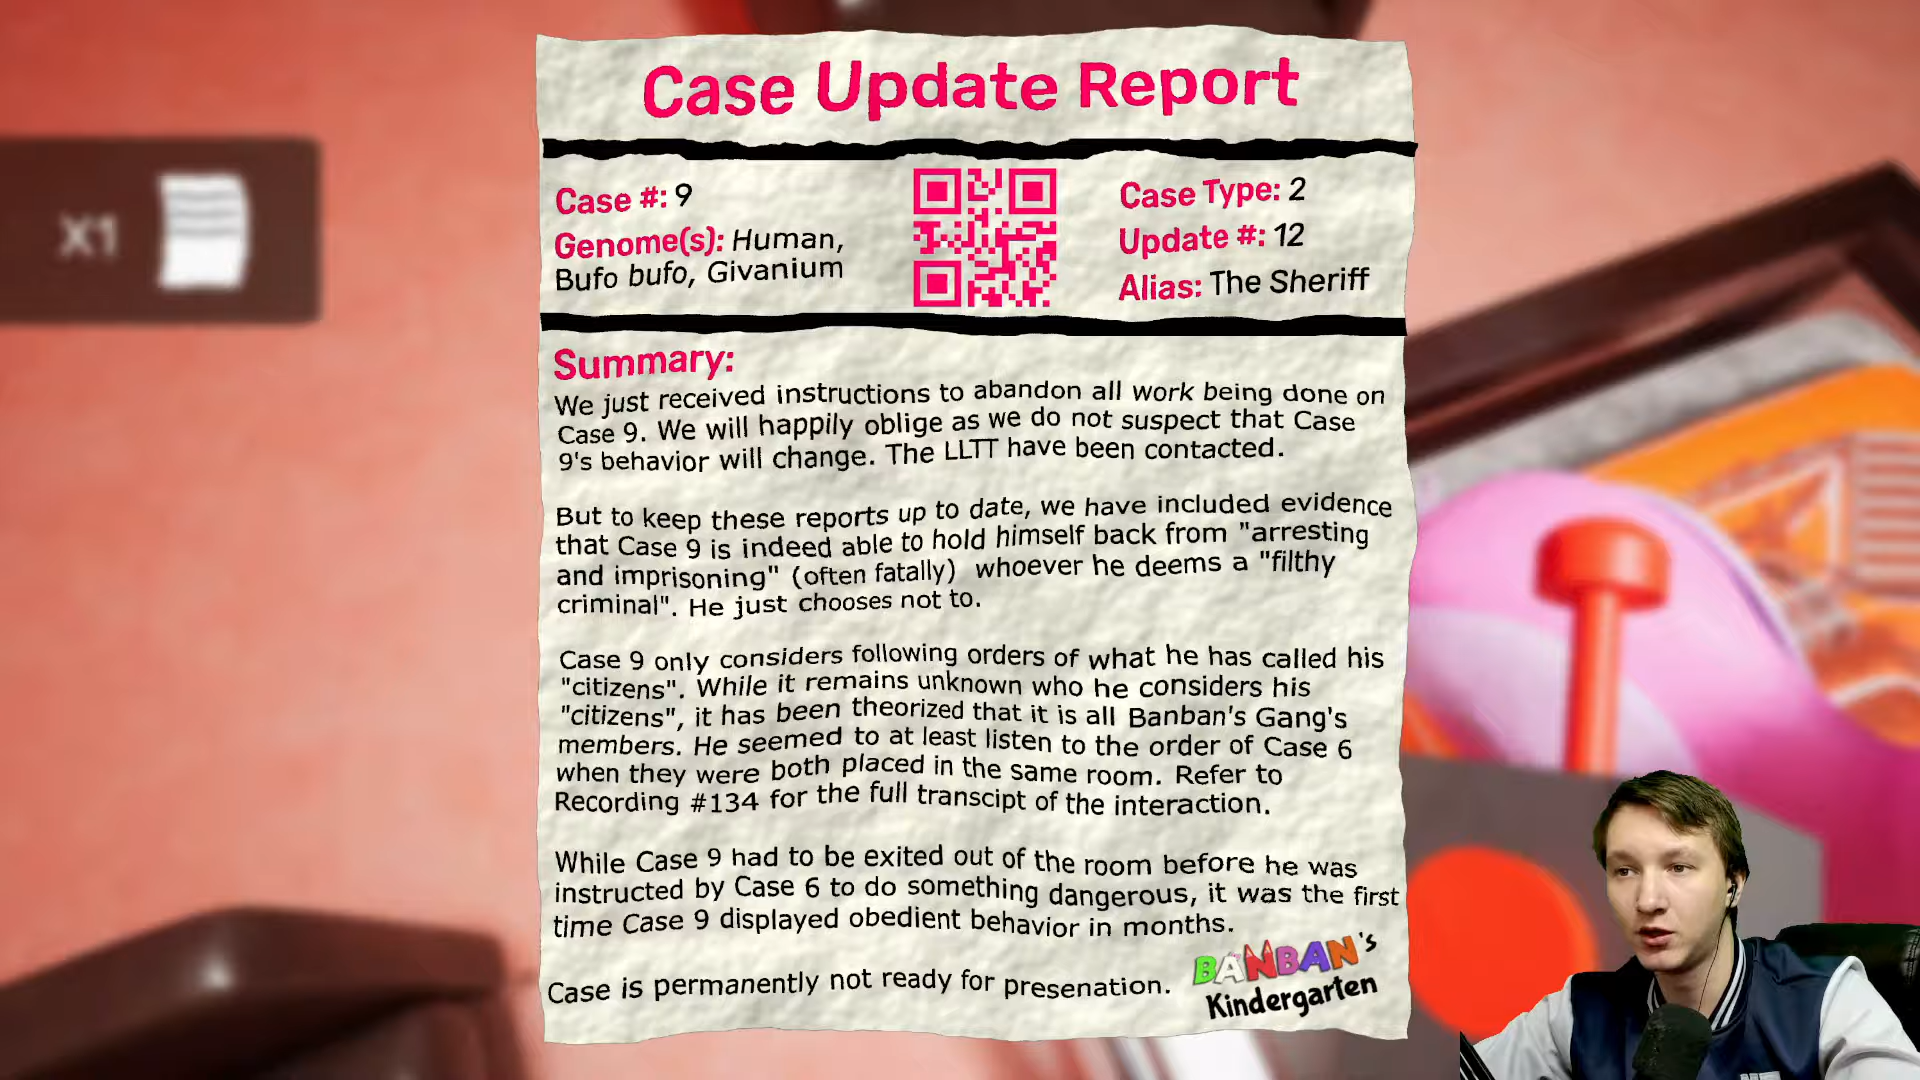 Case Update Report
X1
Case #: 9
Genome(s): Human,
Bufo bufo, Givanium
Case Type: 2
Update #: 12
Alias: The Sheriff
Summary:
We just received instructions to abandon all work being done on
Case 9. We will happily oblige as we do not suspect that Case
9's behavior will change. The LLTT have been contacted.
But to keep these reports up to date, we have included evidence
that Case 9 is indeed able to hold himself back from "arresting
and imprisoning" (often fatally) whoever he deems a "filthy
criminal". He just chooses not to.
Case 9 only considers following orders of what he has called his
"citizens". While it remains unknown who he considers his
"citizens", it has been theorized that it is all Banban's Gang's
members. He seemed to at least listen to the order of Case 6
when they were both placed in the same room. Refer to
Recording #134 for the full transcipt of the interaction.
While Case 9 had to be exited out of the room before he was
instructed by Case 6 to do something dangerous, it was the first
time Case 9 displayed obedient behavior in months.
Case is permanently not ready for presenation.
BANBAN's
Kindergarten